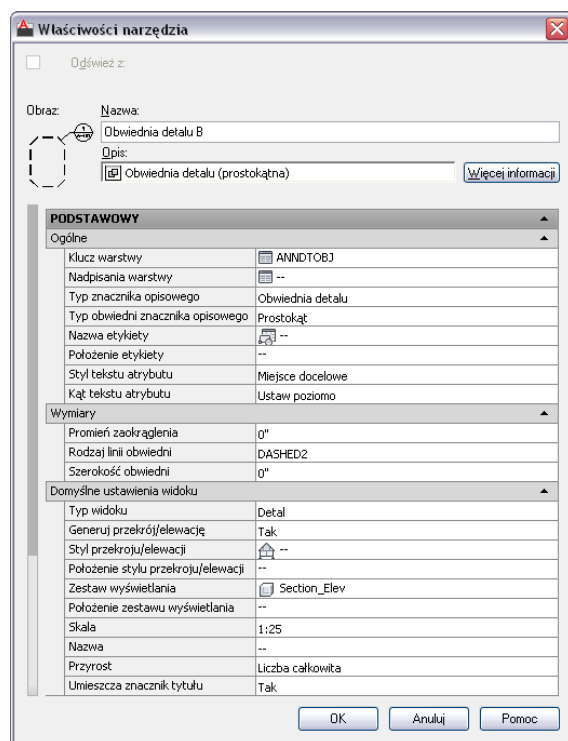 Właściwości narzędzia
Odśwież z:
Obraz:
Nazwa:
Obwiednia detalu B
Opis:
Obwiednia detalu (prostokątna)
Więcej informacji
PODSTAWOWY
Ogólne
Klucz warstwy ANNDTOBJ
Nadpisania warstwy --
Typ znacznika opisowego Obwiednia detalu
Typ obwiedni znacznika opisowego Prostokąt
Nazwa etykiety --
Położenie etykiety --
Styl tekstu atrybutu Miejsce docelowe
Kąt tekstu atrybutu Ustaw poziomo
Wymiary
Promień zaokrąglenia 0"
Rodzaj linii obwiedni DASHED2
Szerokość obwiedni 0"
Domyślne ustawienia widoku
Typ widoku Detal
Generuj przekrój/elewację Tak
Styl przekroju/elewacji --
Położenie stylu przekroju/elewacji --
Zestaw wyświetlania Section_Elev
Położenie zestawu wyświetlania --
Skala 1:25
Nazwa --
Przyrost Liczba całkowita
Umieszcza znacznik tytułu Tak
OK Anuluj Pomoc